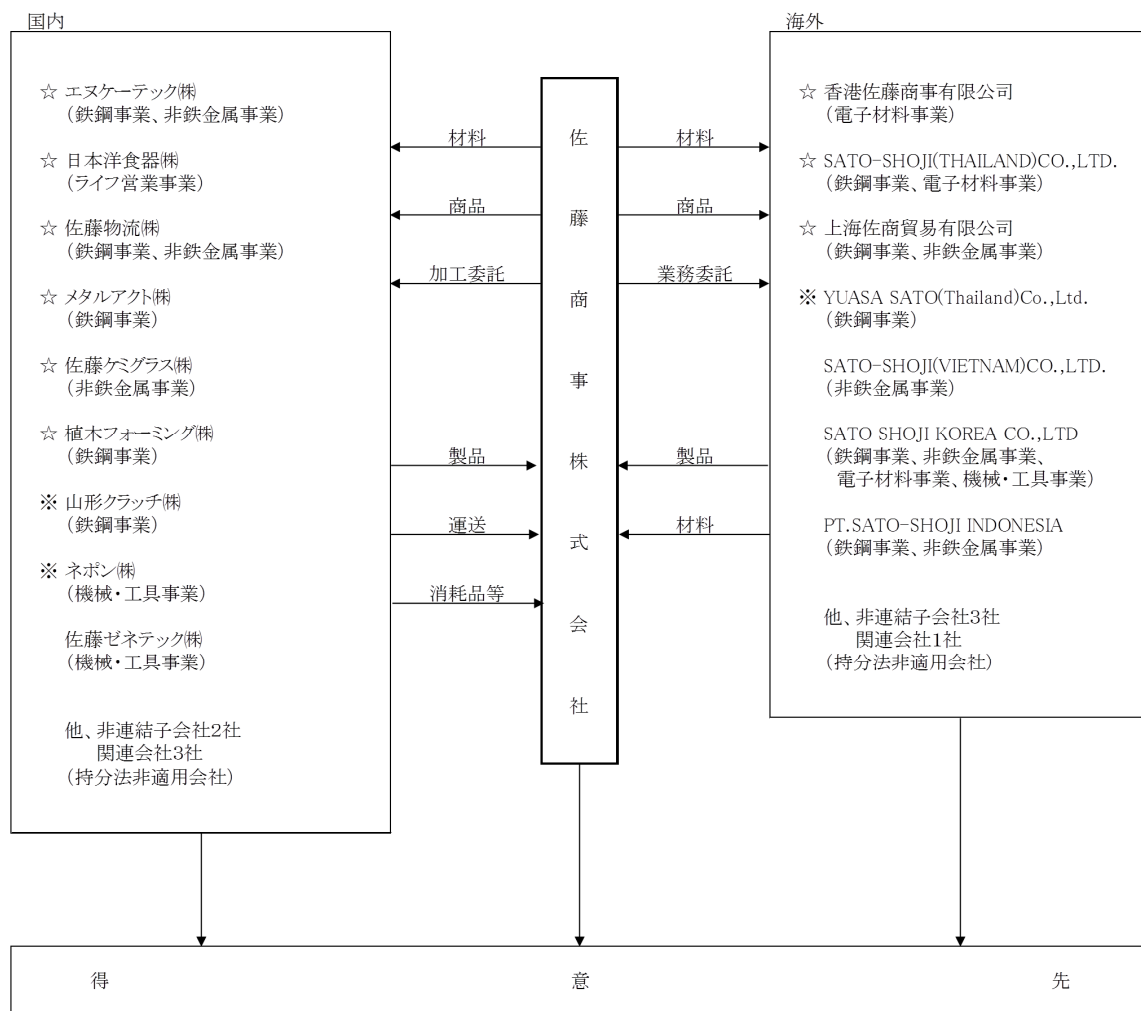 国内
☆ エヌケーテック㈱
(鉄鋼事業、非鉄金属事業)
☆ 日本洋食器㈱
(ライフ営業事業)
☆ 佐藤物流㈱
(鉄鋼事業、非鉄金属事業)
☆ メタルアクト㈱
(鉄鋼事業)
☆ 佐藤ケミグラス㈱
(非鉄金属事業)
☆ 植木フォーミング㈱
(鉄鋼事業)
※ 山形クラッチ㈱
(鉄鋼事業)
※ ネポン㈱
(機械・工具事業)
佐藤ゼネテック㈱
(機械・工具事業)
他、非連結子会社2社
関連会社3社
(持分法非適用会社)
材料
商品
加工委託
製品
運送
消耗品等
佐藤商事株式会社
材料
商品
業務委託
製品
材料
海外
☆ 香港佐藤商事有限公司
(電子材料事業)
☆ SATO-SHOJI(THAILAND)CO.,LTD.
(鉄鋼事業、電子材料事業)
☆ 上海佐商貿易有限公司
(鉄鋼事業、非鉄金属事業)
※ YUASA SATO(Thailand)Co.,Ltd.
(鉄鋼事業)
SATO-SHOJI(VIETNAM)CO.,LTD.
(非鉄金属事業)
SATO SHOJI KOREA CO.,LTD
(鉄鋼事業、非鉄金属事業、
電子材料事業、機械・工具事業)
PT.SATO-SHOJI INDONESIA
(鉄鋼事業、非鉄金属事業)
他、非連結子会社3社
関連会社1社
(持分法非適用会社)
得意先